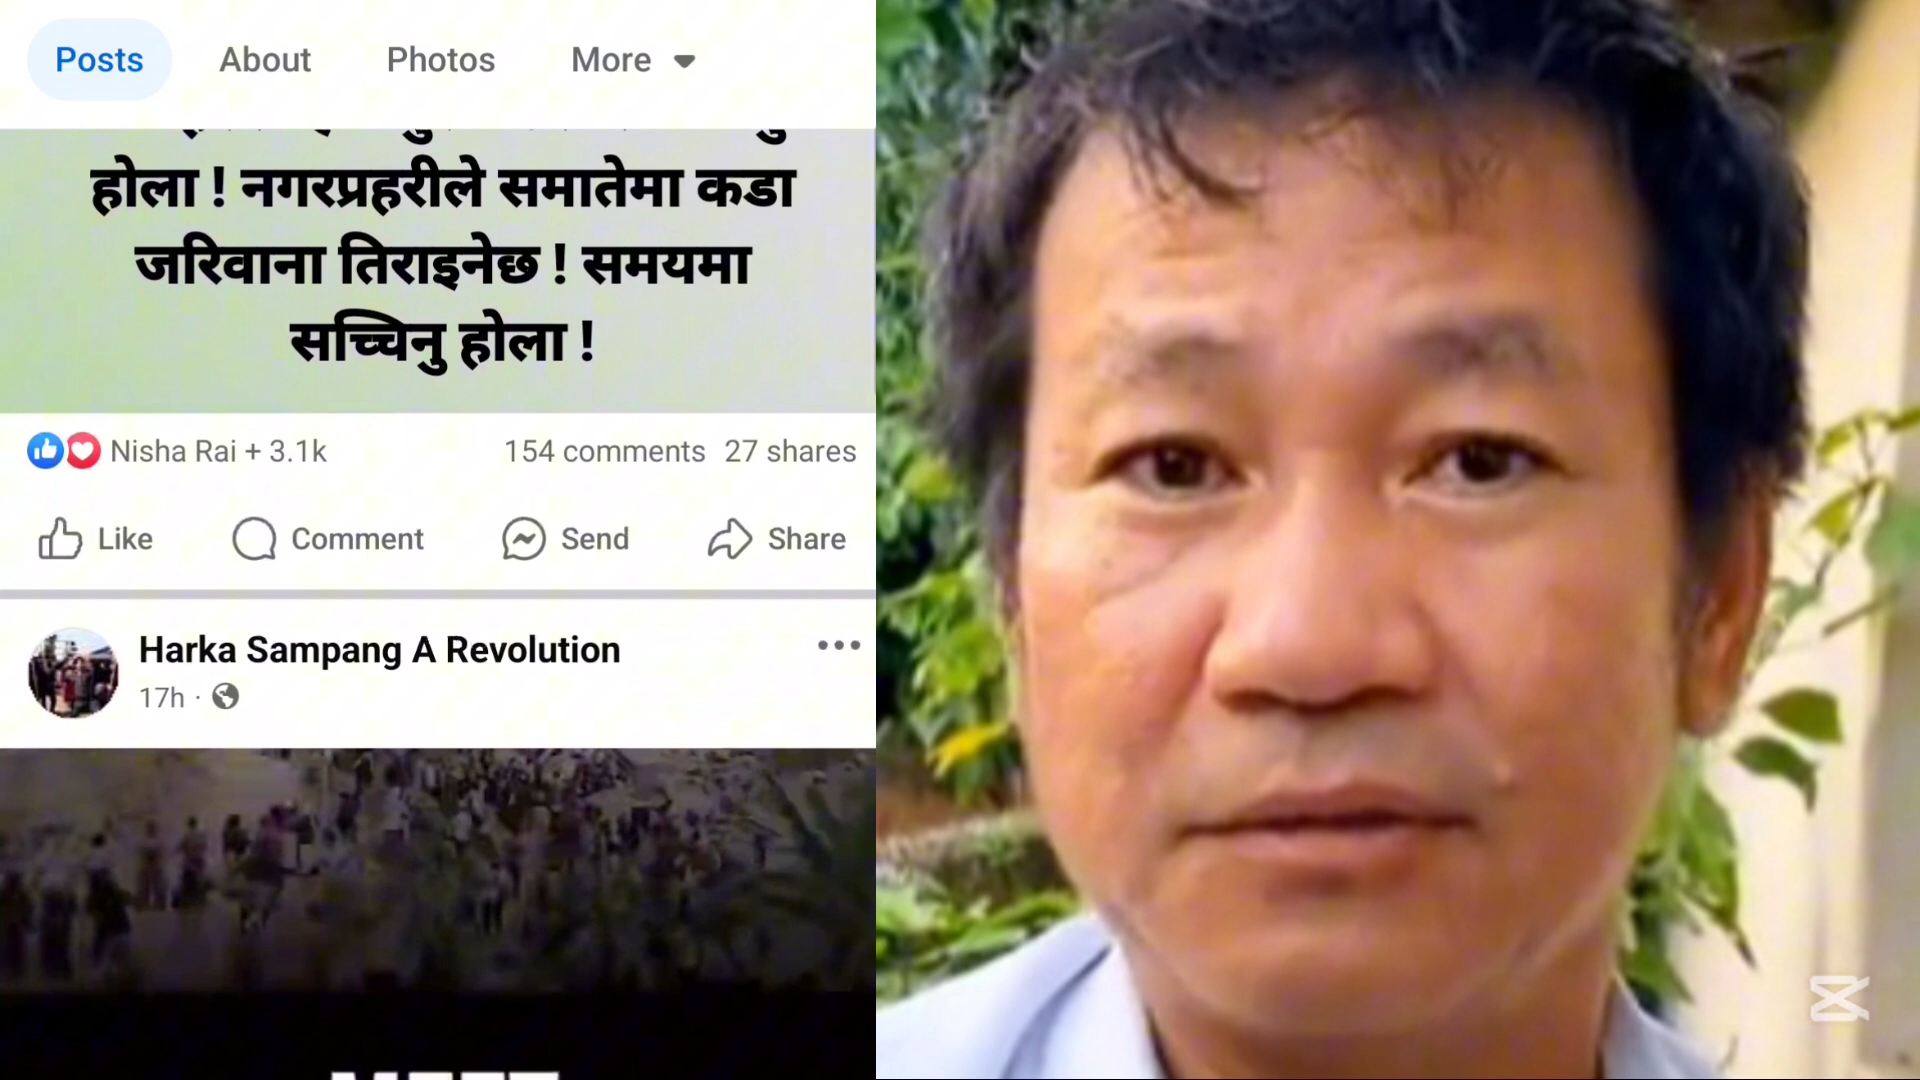 Posts About Photos More
होला ! नगरप्रहरीले समातेमा कडा
जरिवाना तिराइनेछ ! समयमा
सच्चिनु होला !
Nisha Rai + 3.1k 154 comments 27 shares
Like Comment Send Share
Harka Sampang A Revolution
17h ·